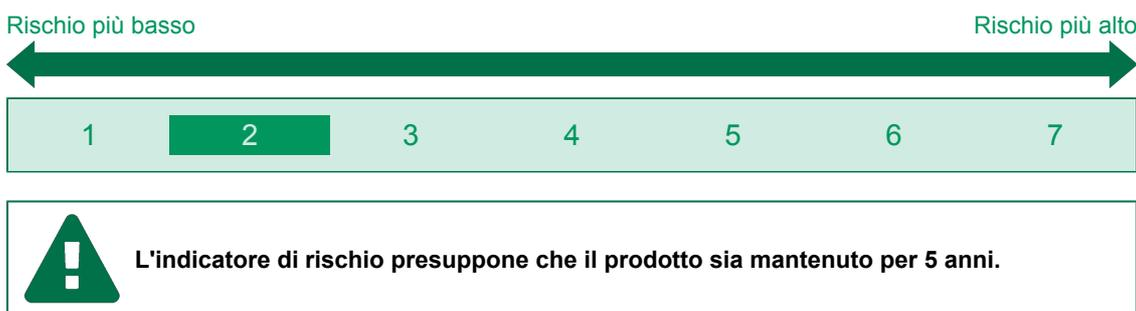 Rischio più basso Rischio più alto
1 2 3 4 5 6 7
L'indicatore di rischio presuppone che il prodotto sia mantenuto per 5 anni.